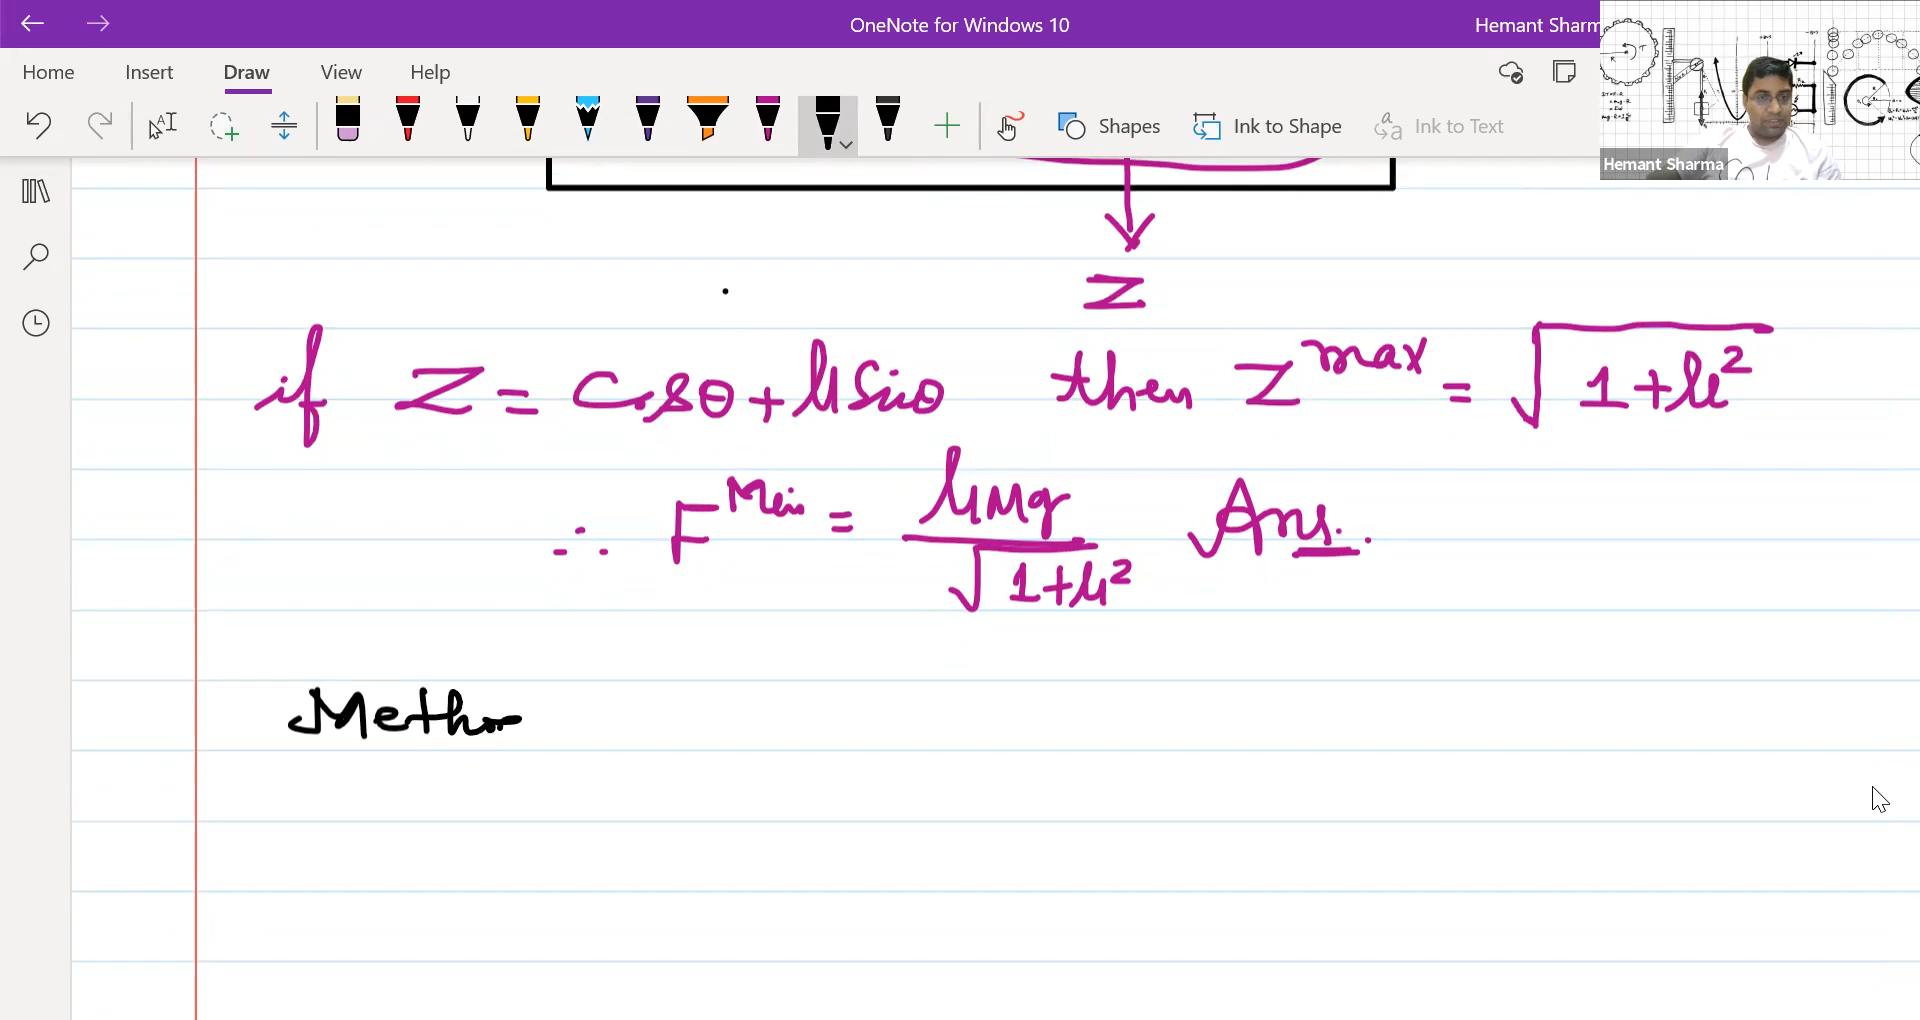 OneNote for Windows 10
Hemant Sharm
Home Insert Draw View Help
Shapes Ink to Shape Ink to Text
Hemant Sharma
Z
if Z = Cosθ + μ Sinθ then Z^max = √1+μ²
∴ F^Min = μMg / √1+μ² Ans.
Metho